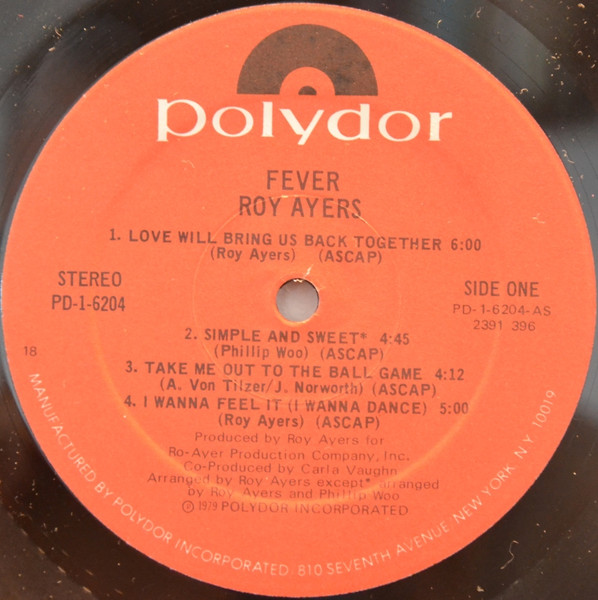 polydor
FEVER
ROY AYERS
1. LOVE WILL BRING US BACK TOGETHER 6:00
(Roy Ayers) (ASCAP)
STEREO
PD-1-6204
SIDE ONE
PD-1-6204-AS
2391 396
2. SIMPLE AND SWEET* 4:45
(Phillip Woo) (ASCAP)
18
3. TAKE ME OUT TO THE BALL GAME 4:12
(A. Von Tilzer/J. Norworth) (ASCAP)
4. I WANNA FEEL IT (I WANNA DANCE) 5:00
(Roy Ayers) (ASCAP)
Produced by Roy Ayers for
Ro-Ayer Production Company, Inc.
Co-Produced by Carla Vaughn
Arranged by Roy Ayers except* arranged
by Roy Ayers and Phillip Woo
Ⓟ 1979 POLYDOR INCORPORATED
MANUFACTURED BY POLYDOR INCORPORATED: 810 SEVENTH AVENUE, NEW YORK, N.Y. 10019